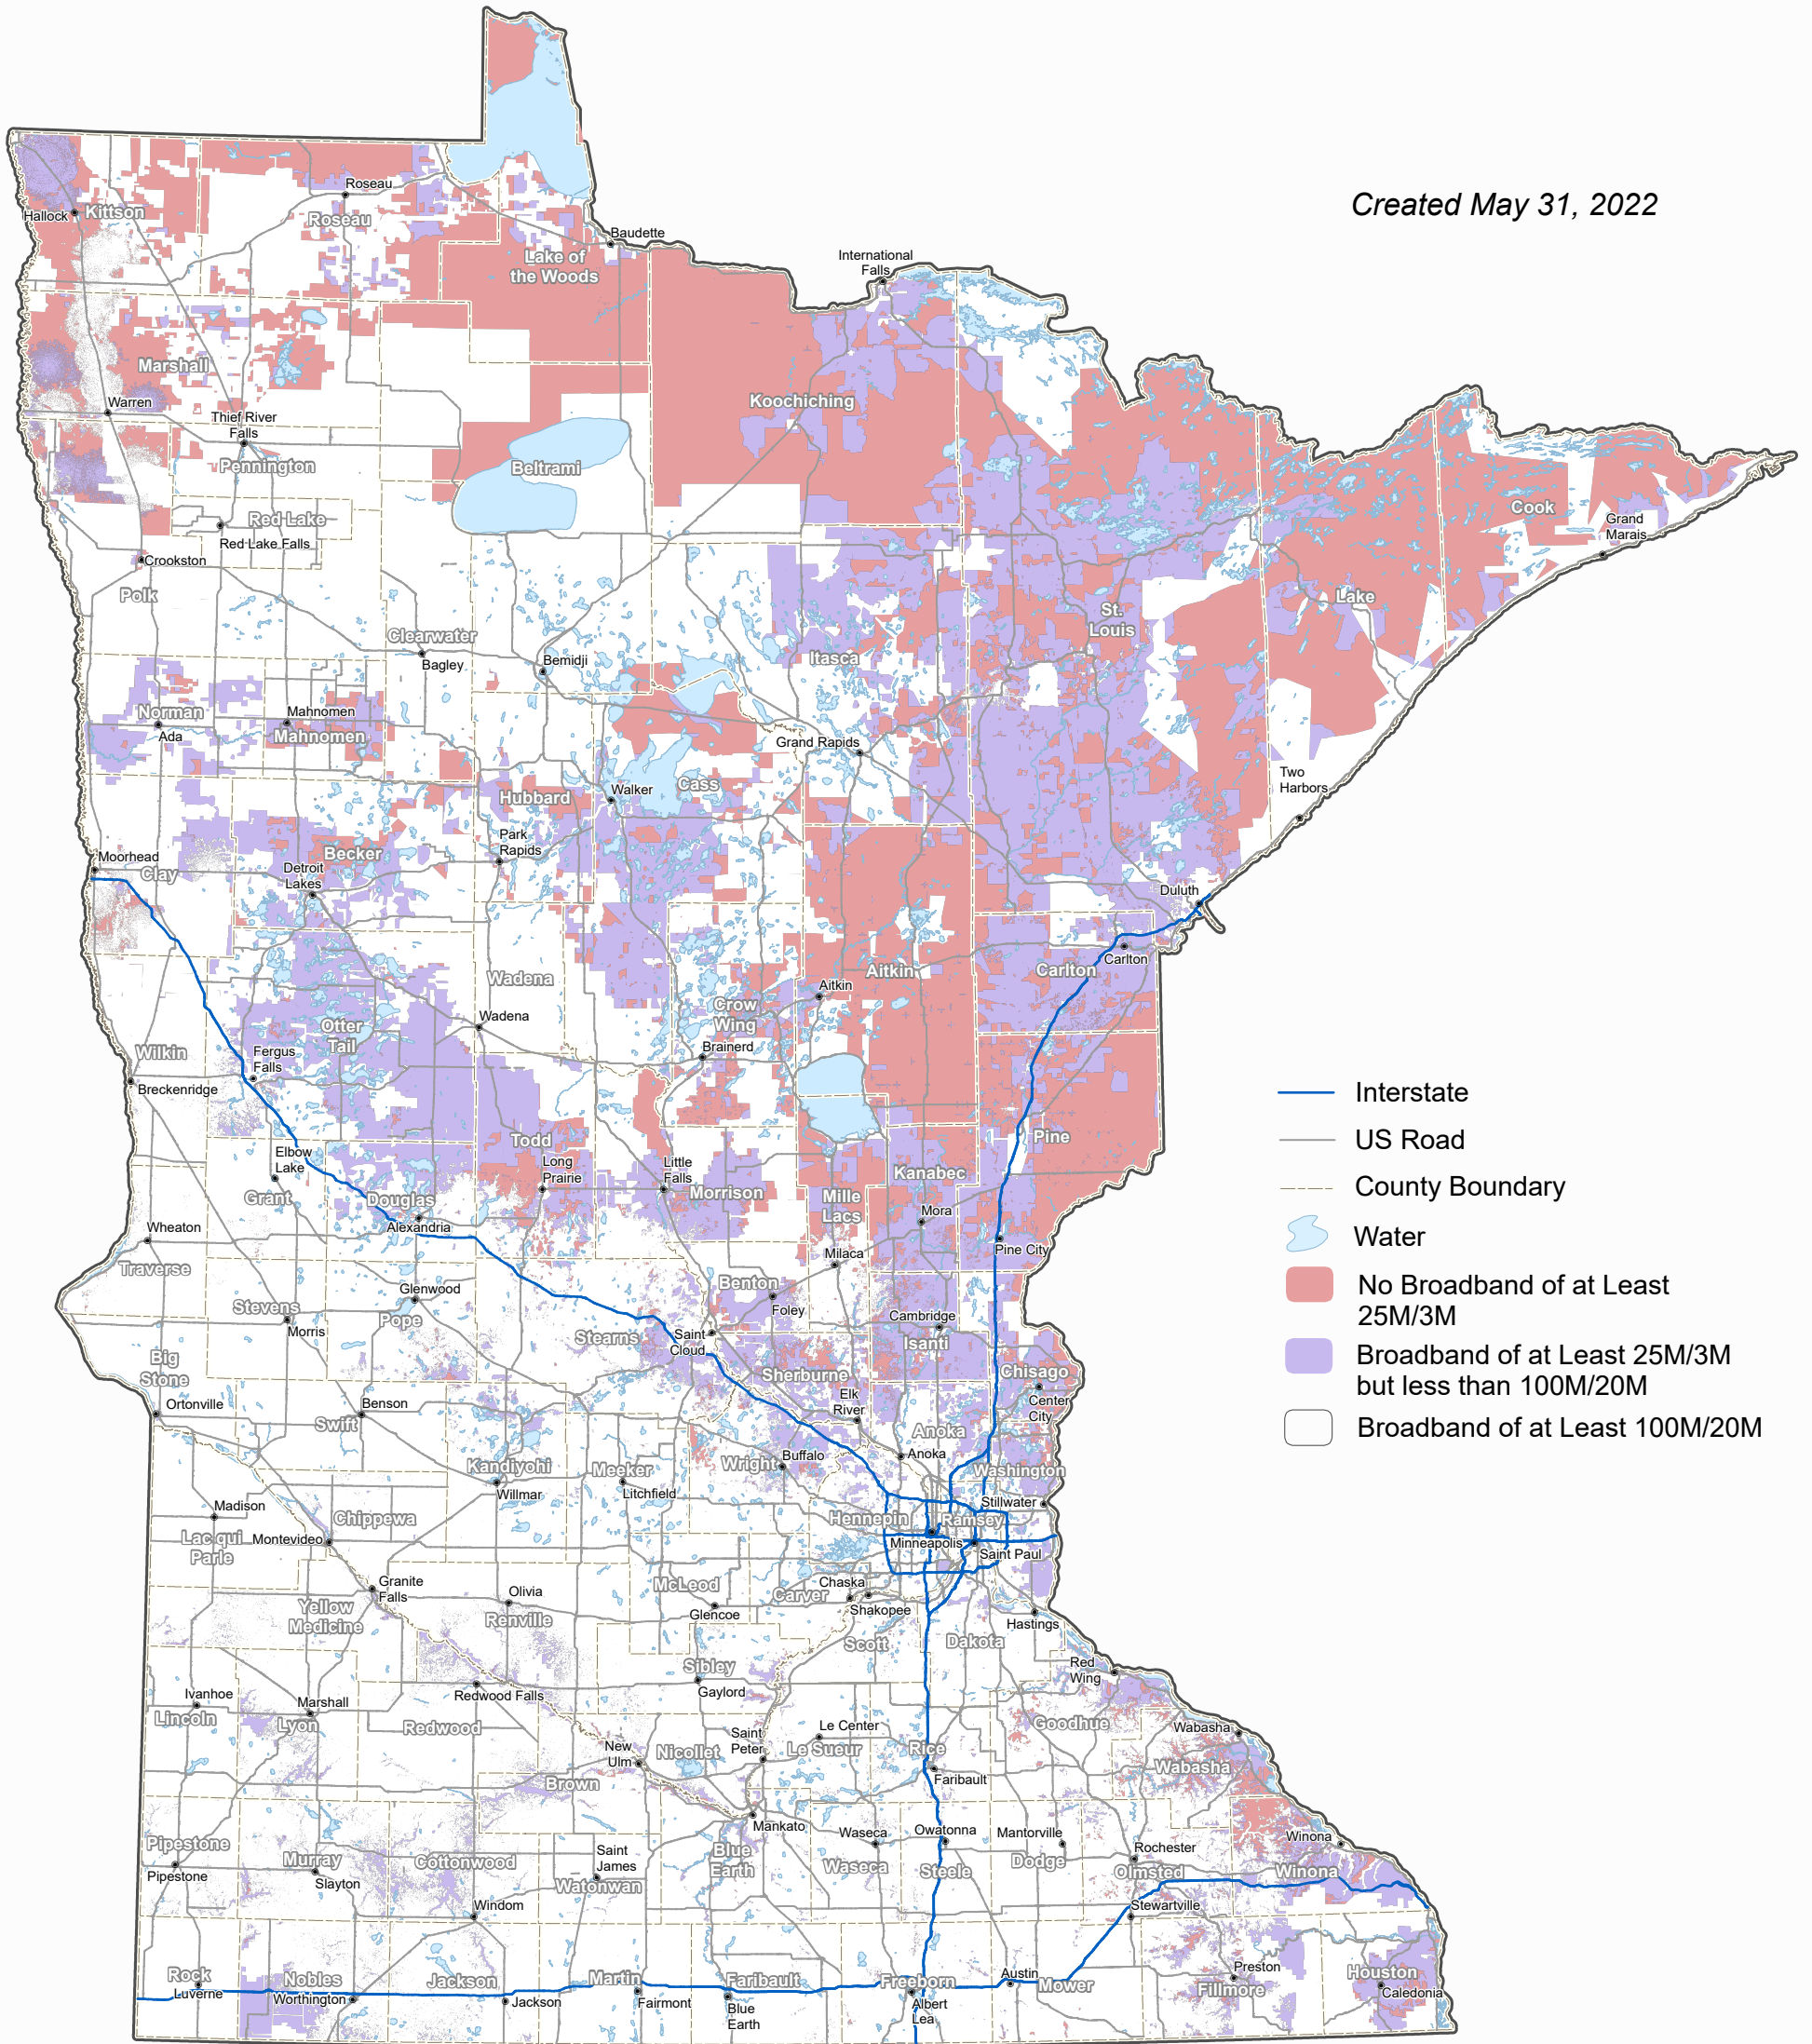 Created May 31, 2022
Roseau
Hallock
Kittson
Roseau
Baudette
Lake of
the Woods
International
Falls
Marshall
Koochiching
Warren
Thief River
Falls
Pennington
Beltrami
Red Lake
Red Lake Falls
Cook
Grand
Marais
Crookston
Polk
Lake
St.
Louis
Clearwater
Bagley
Bemidji
Itasca
Norman
Ada
Mahnomen
Mahnomen
Grand Rapids
Two
Harbors
Hubbard
Walker
Cass
Park
Rapids
Moorhead
Clay
Becker
Detroit
Lakes
Duluth
Carlton
Carlton
Wadena
Aitkin
Aitkin
Crow
Wing
Otter
Tail
Wadena
Brainerd
Wilkin
Fergus
Falls
Breckenridge
Interstate
US Road
County Boundary
Water
No Broadband of at Least
25M/3M
Broadband of at Least 25M/3M
but less than 100M/20M
Broadband of at Least 100M/20M
Todd
Pine
Elbow
Lake
Long
Prairie
Little
Falls
Kanabec
Grant
Douglas
Morrison
Mille
Lacs
Mora
Wheaton
Alexandria
Pine City
Milaca
Traverse
Benton
Glenwood
Foley
Stevens
Pope
Morris
Stearns
Saint
Cloud
Cambridge
Isanti
Big
Stone
Sherburne
Chisago
Ortonville
Benson
Elk
River
Center
City
Swift
Anoka
Anoka
Kandiyohi
Willmar
Meeker
Litchfield
Wright
Buffalo
Washington
Stillwater
Madison
Chippewa
Hennepin
Ramsey
Lac qui
Parle
Montevideo
Minneapolis
Saint Paul
Granite
Falls
Olivia
McLeod
Chaska
Carver
Yellow
Medicine
Renville
Glencoe
Shakopee
Hastings
Scott
Dakota
Sibley
Gaylord
Red
Wing
Ivanhoe
Lincoln
Marshall
Lyon
Redwood Falls
Redwood
Saint
Peter
Le Center
Le Sueur
Goodhue
Wabasha
New
Ulm
Nicollet
Rice
Faribault
Wabasha
Brown
Mankato
Waseca
Owatonna
Mantorville
Rochester
Winona
Pipestone
Pipestone
Murray
Slayton
Cottonwood
Saint
James
Watonwan
Blue
Earth
Waseca
Steele
Dodge
Olmsted
Winona
Windom
Stewartville
Rock
Luverne
Nobles
Worthington
Jackson
Jackson
Martin
Fairmont
Faribault
Blue
Earth
Freeborn
Albert
Lea
Austin
Mower
Preston
Fillmore
Houston
Caledonia